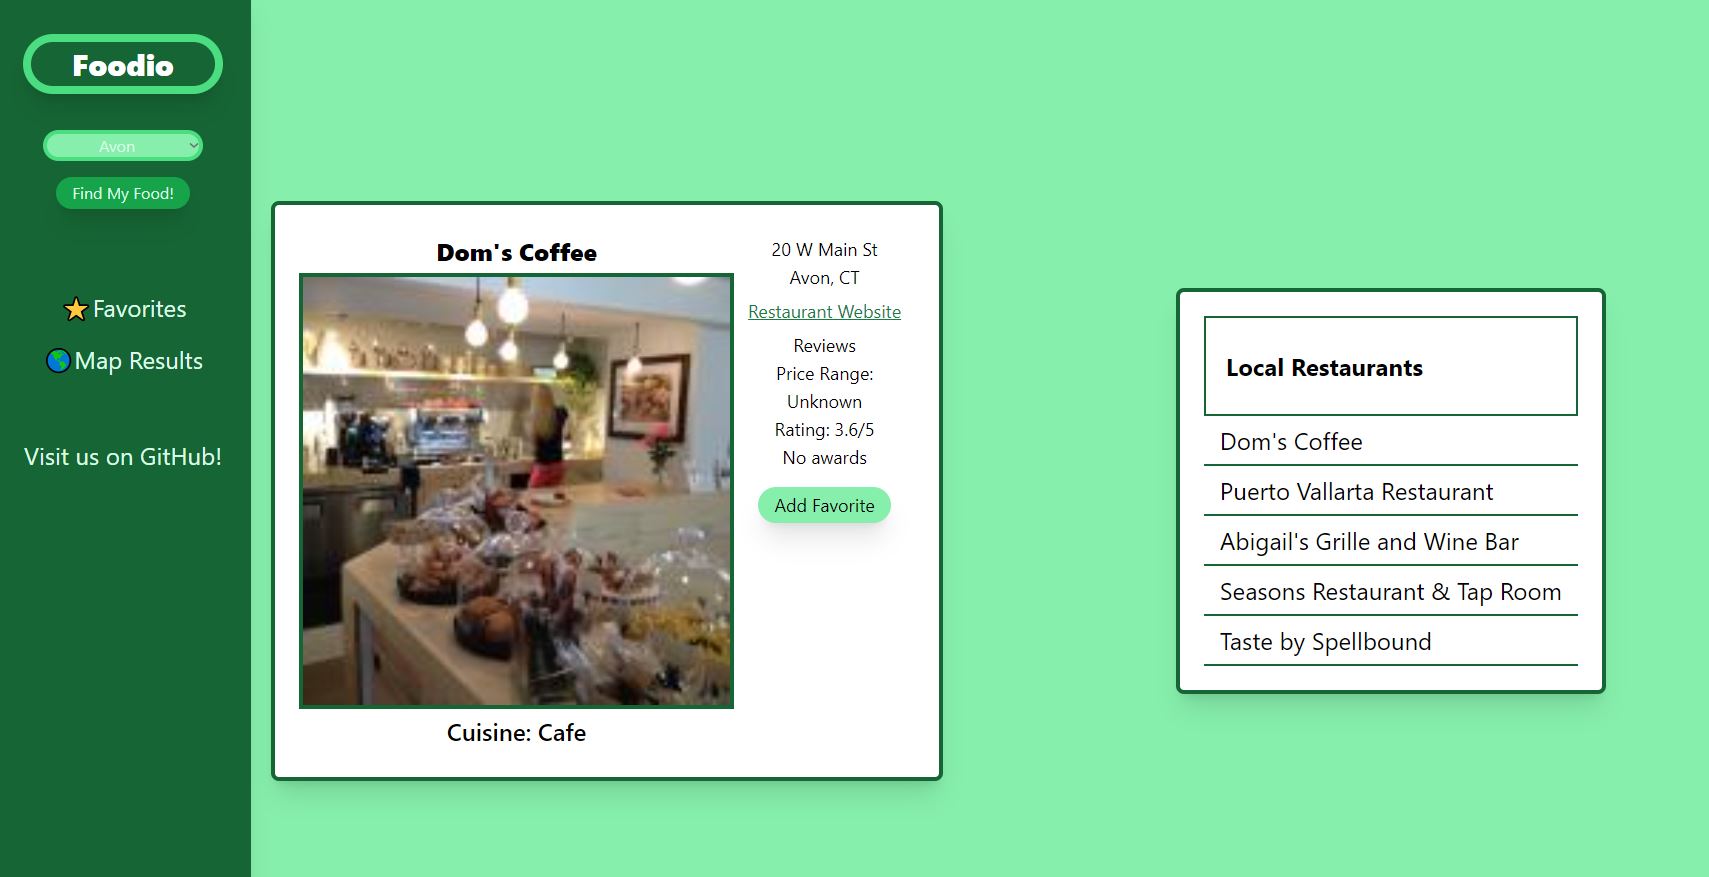 Foodio
Avon
Find My Food!
Favorites
Map Results
Visit us on GitHub!
Dom's Coffee
Cuisine: Cafe
20 W Main St
Avon, CT
Restaurant Website
Reviews
Price Range:
Unknown
Rating: 3.6/5
No awards
Add Favorite
Local Restaurants
Dom's Coffee
Puerto Vallarta Restaurant
Abigail's Grille and Wine Bar
Seasons Restaurant & Tap Room
Taste by Spellbound